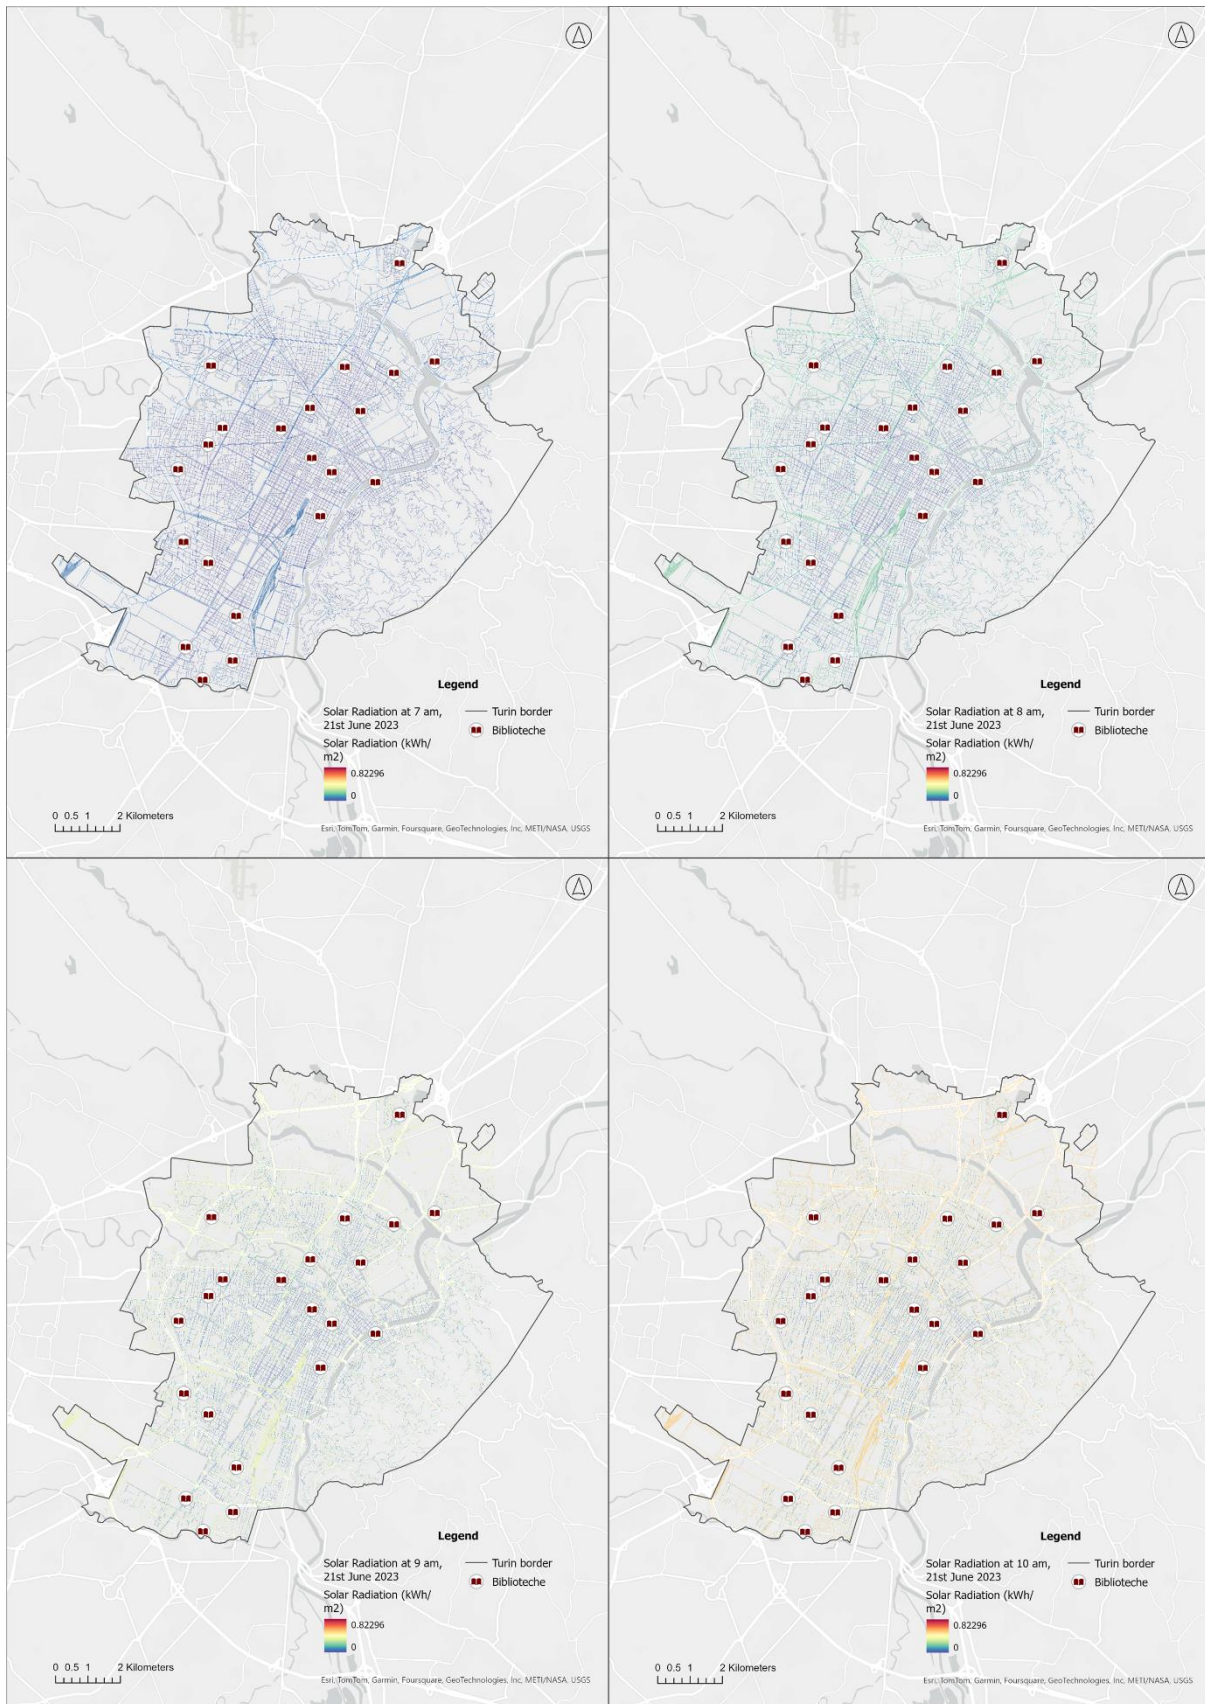 Legend
Solar Radiation at 7 am,
21st June 2023
Solar Radiation (kWh/
m2)
0.82296
0
Turin border
Biblioteche
0 0.5 1 2 Kilometers
Esri, TomTom, Garmin, Foursquare, GeoTechnologies, Inc, METI/NASA, USGS
Legend
Solar Radiation at 8 am,
21st June 2023
Solar Radiation (kWh/
m2)
0.82296
0
Turin border
Biblioteche
0 0.5 1 2 Kilometers
Esri, TomTom, Garmin, Foursquare, GeoTechnologies, Inc, METI/NASA, USGS
Legend
Solar Radiation at 9 am,
21st June 2023
Solar Radiation (kWh/
m2)
0.82296
0
Turin border
Biblioteche
0 0.5 1 2 Kilometers
Esri, TomTom, Garmin, Foursquare, GeoTechnologies, Inc, METI/NASA, USGS
Legend
Solar Radiation at 10 am,
21st June 2023
Solar Radiation (kWh/
m2)
0.82296
0
Turin border
Biblioteche
0 0.5 1 2 Kilometers
Esri, TomTom, Garmin, Foursquare, GeoTechnologies, Inc, METI/NASA, USGS